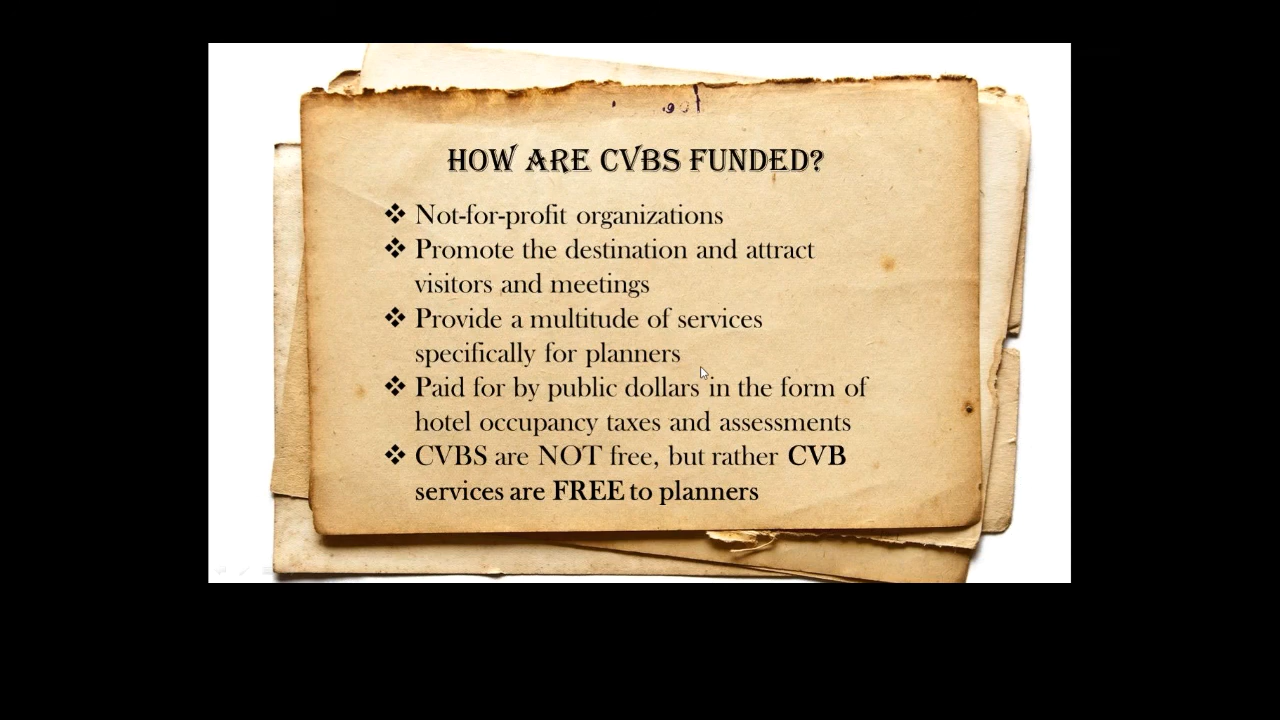 HOW ARE CVBS FUNDED?
❖ Not-for-profit organizations
❖ Promote the destination and attract
visitors and meetings
❖ Provide a multitude of services
specifically for planners
❖ Paid for by public dollars in the form of
hotel occupancy taxes and assessments
❖ CVBS are NOT free, but rather CVB
services are FREE to planners